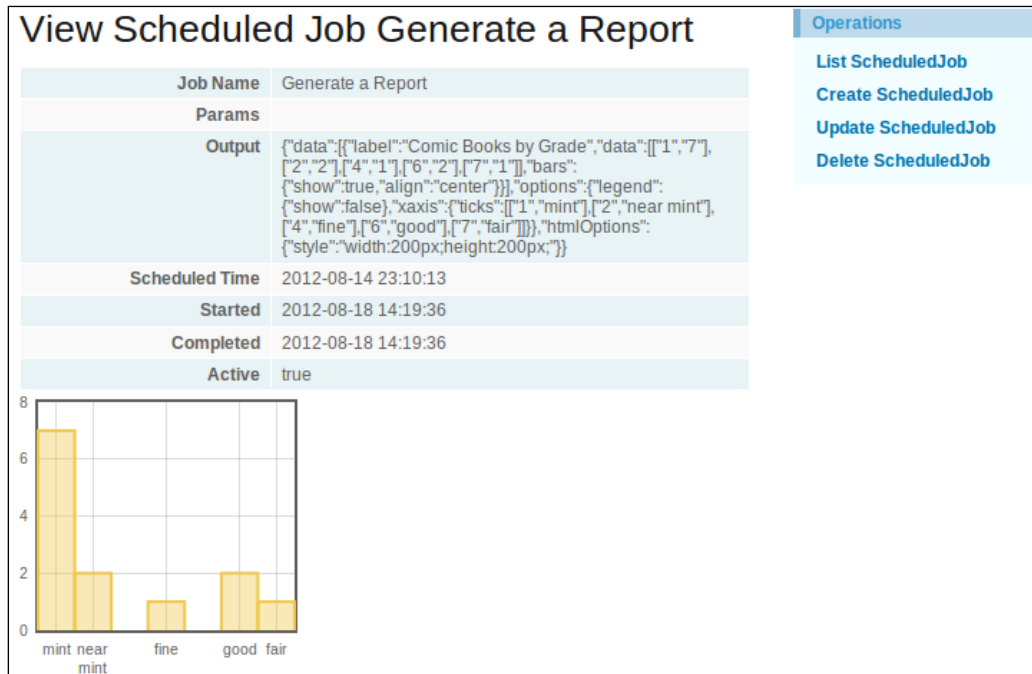 View Scheduled Job Generate a Report
Job Name Generate a Report
Params
Output {"data":[{"label":"Comic Books by Grade","data":[["1","7"],
["2","2"],["4","1"],["6","2"],["7","1"]],"bars":
{"show":true,"align":"center"}}],"options":{"legend":
{"show":false},"xaxis":{"ticks":[["1","mint"],["2","near mint"],
["4","fine"],["6","good"],["7","fair"]]}},"htmlOptions":
{"style":"width:200px;height:200px;"}}
Scheduled Time 2012-08-14 23:10:13
Started 2012-08-18 14:19:36
Completed 2012-08-18 14:19:36
Active true
8
6
4
2
0
mint near fine good fair
mint
Operations
List ScheduledJob
Create ScheduledJob
Update ScheduledJob
Delete ScheduledJob